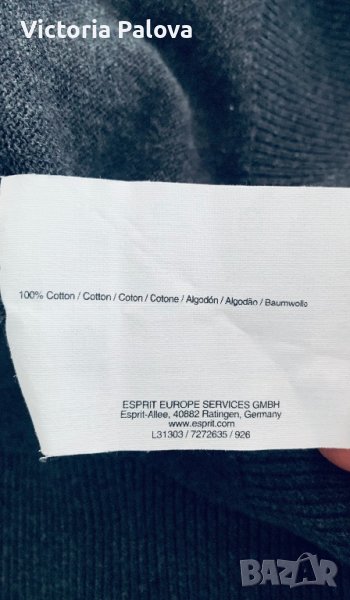 Victoria Palova
100% Cotton / Cotton / Coton / Cotone / Algodón / Algodão / Baumwolle
ESPRIT EUROPE SERVICES GMBH
Esprit-Allee, 40882 Ratingen, Germany
www.esprit.com
L31303 / 7272635 / 926
BAZAR